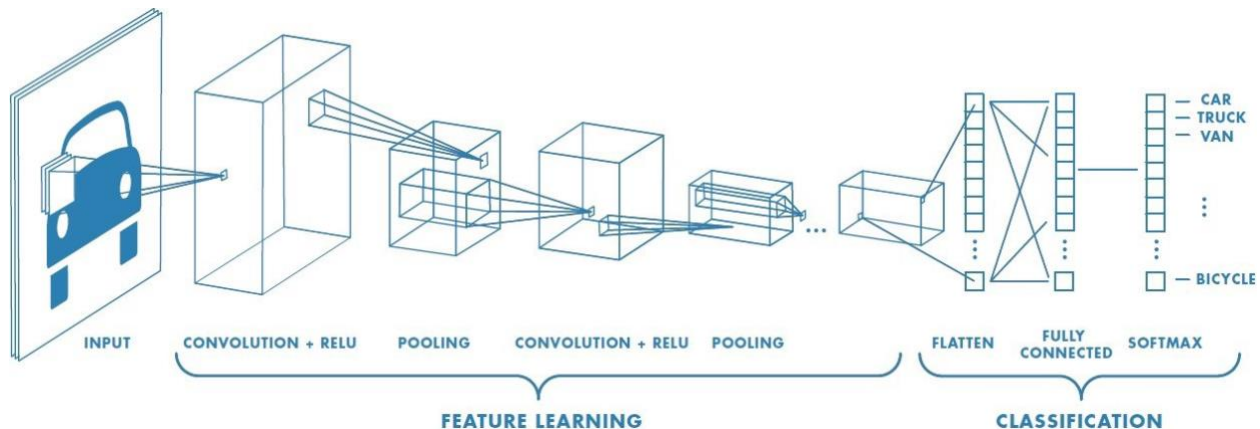 CAR
TRUCK
VAN
BICYCLE
INPUT
CONVOLUTION + RELU
POOLING
CONVOLUTION + RELU
POOLING
FLATTEN
FULLY
CONNECTED
SOFTMAX
FEATURE LEARNING
CLASSIFICATION